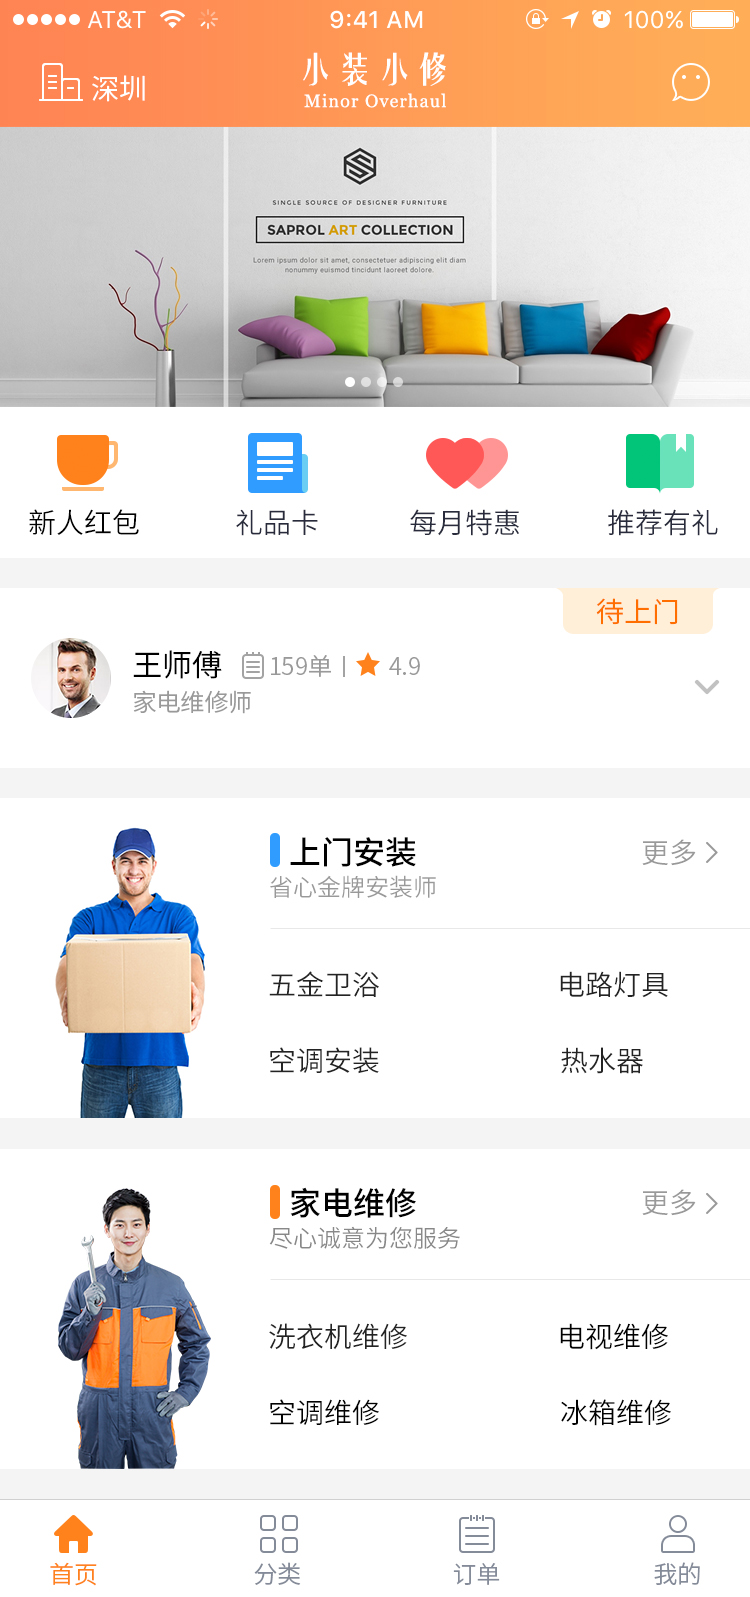 AT&T 9:41 AM 100%
深圳
小装小修
Minor Overhaul
SINGLE SOURCE OF DESIGNER FURNITURE
SAPROL ART COLLECTION
Lorem ipsum dolor sit amet, consectetuer adipiscing elit diam
nonummy euismod tincidunt laoreet dolore.
新人红包 礼品卡 每月特惠 推荐有礼
待上门
王师傅 159单 4.9
家电维修师
上门安装 更多
省心金牌安装师
五金卫浴 电路灯具
空调安装 热水器
家电维修 更多
尽心诚意为您服务
洗衣机维修 电视维修
空调维修 冰箱维修
首页 分类 订单 我的